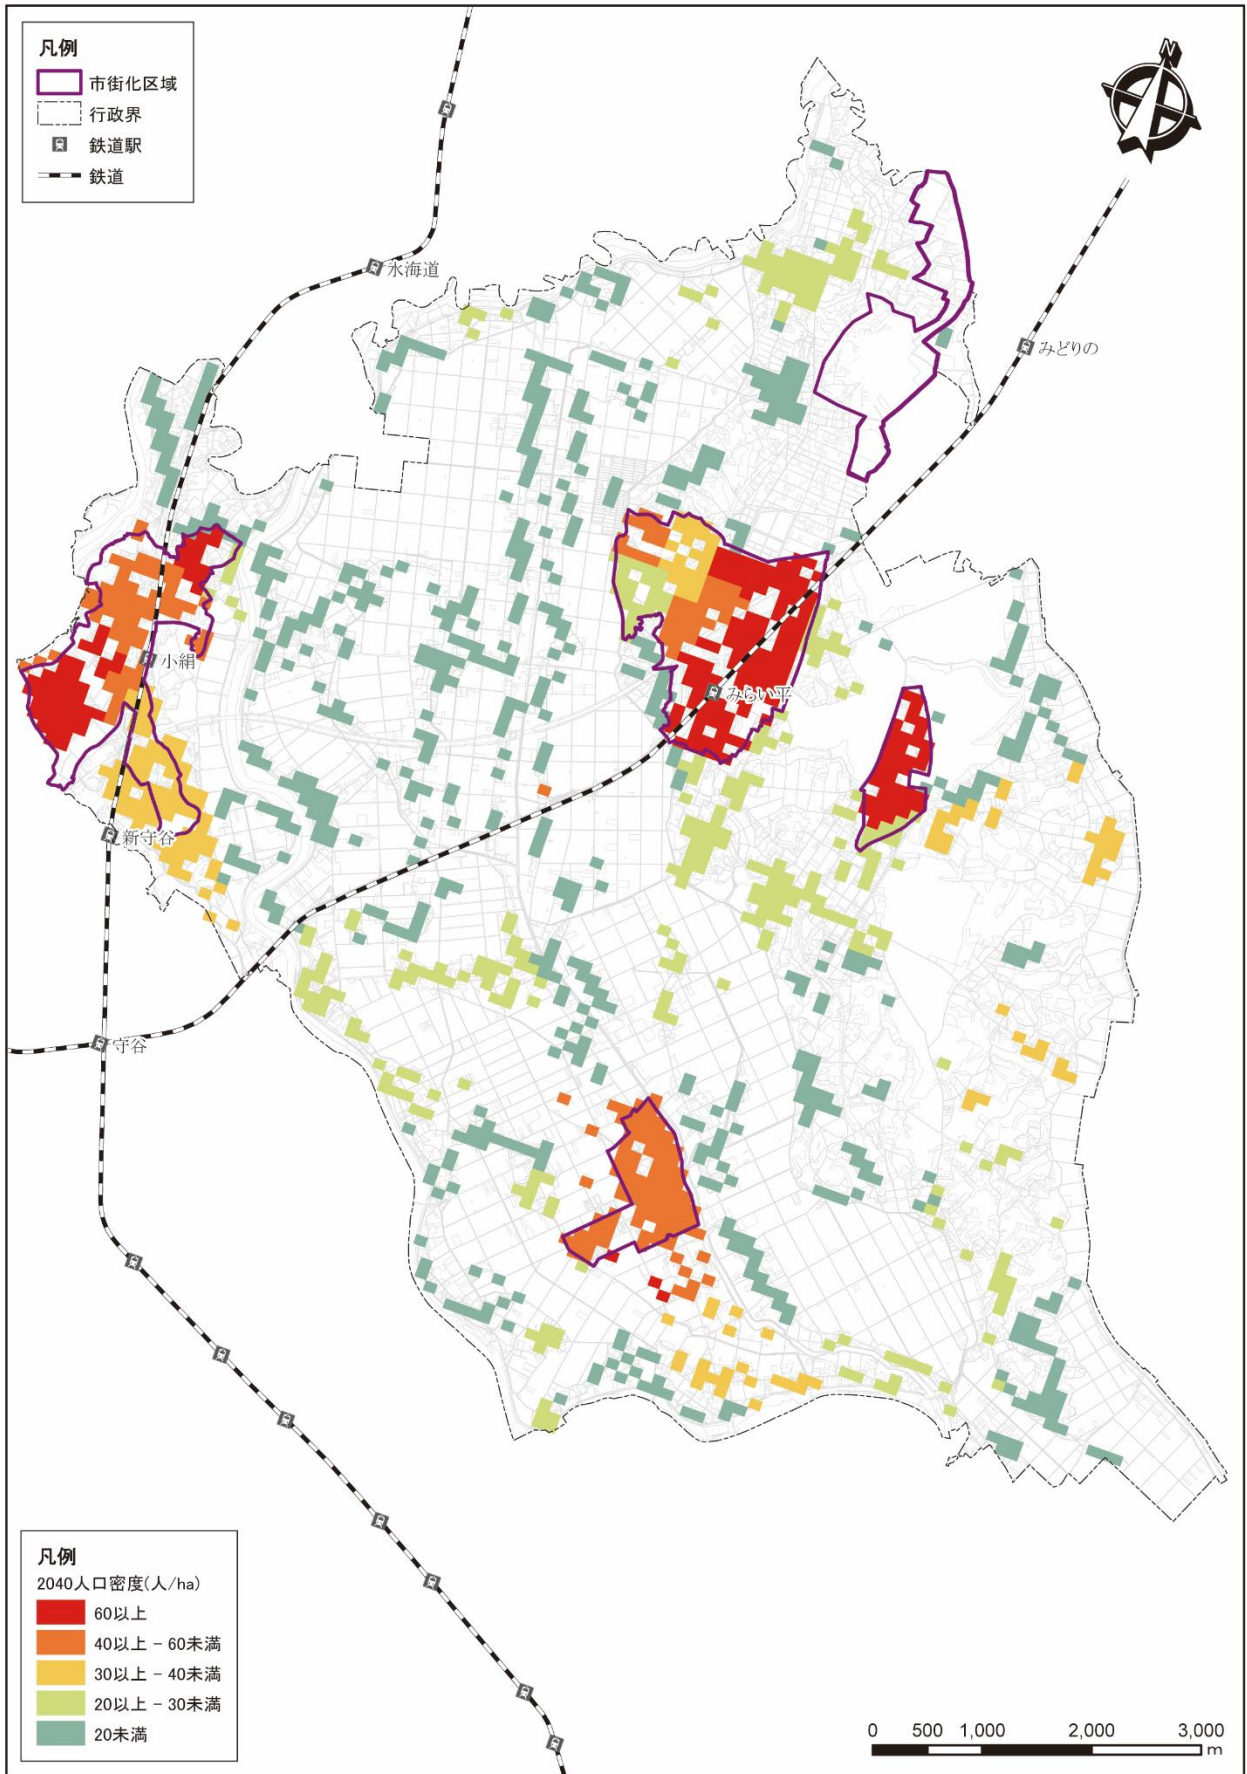 凡例
市街化区域
行政界
鉄道駅
鉄道
N
水海道
みどりの
小絹
みらい平
新守谷
守谷
凡例
2040人口密度(人/ha)
60以上
40以上 - 60未満
30以上 - 40未満
20以上 - 30未満
20未満
0 500 1,000 2,000 3,000
m